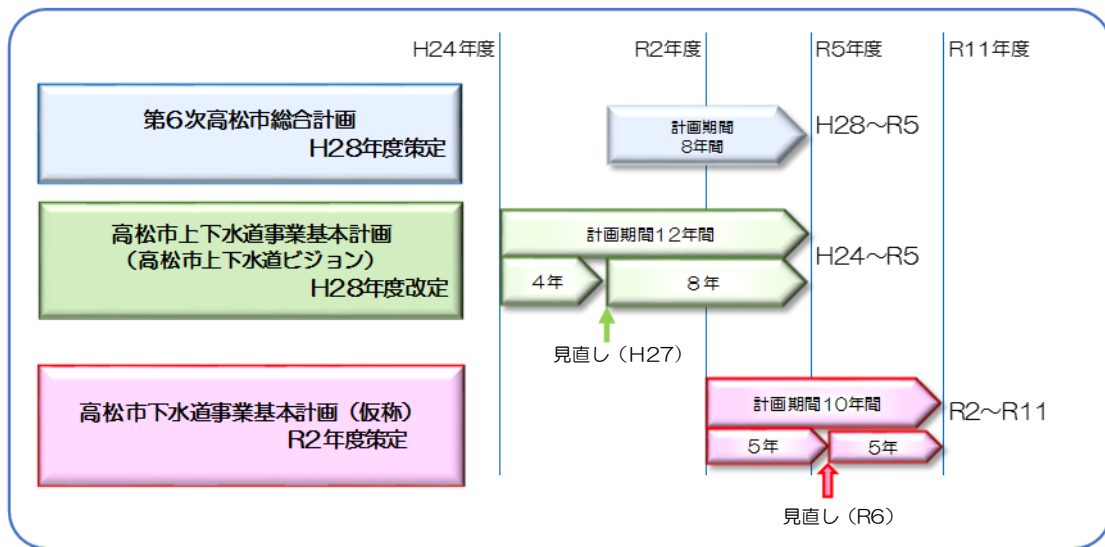 H24年度
R2年度
R5年度
R11年度
第6次高松市総合計画
H28年度策定
計画期間
8年間
H28～R5
高松市上下水道事業基本計画
（高松市上下水道ビジョン）
H28年度改定
計画期間12年間
4年
8年
H24～R5
見直し（H27）
高松市下水道事業基本計画（仮称）
R2年度策定
計画期間10年間
5年
5年
R2～R11
見直し（R6）